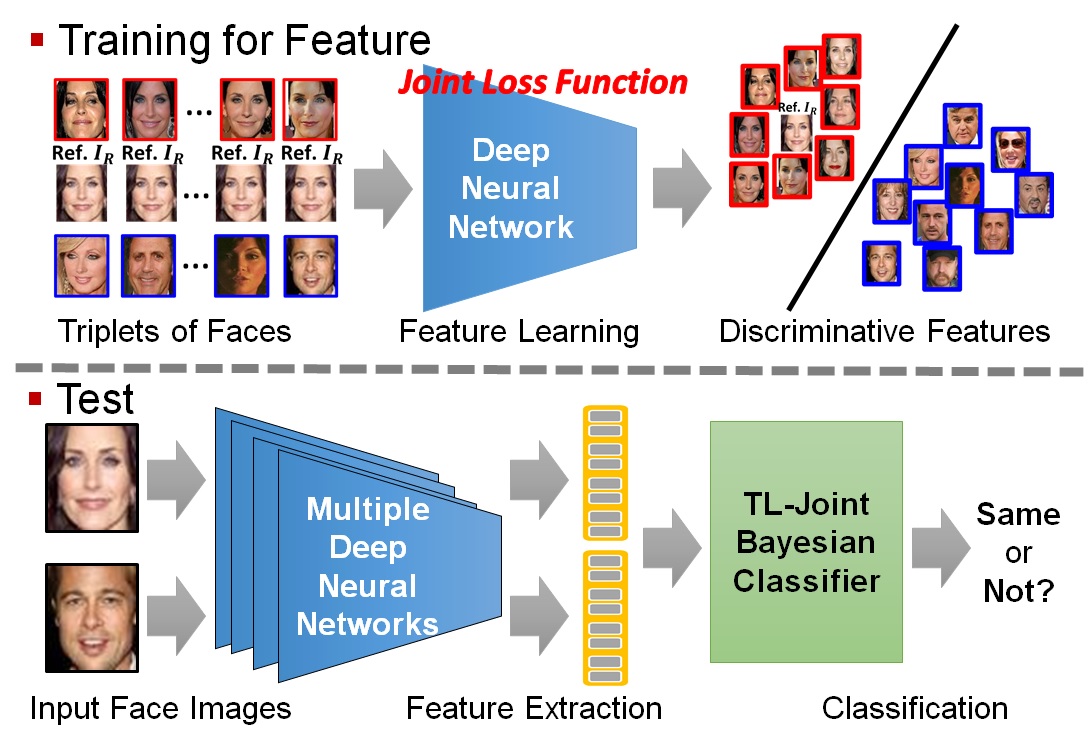 Training for Feature
Joint Loss Function
...
Ref. I_R Ref. I_R Ref. I_R Ref. I_R
...
...
Deep
Neural
Network
Ref. I_R
Triplets of Faces
Feature Learning
Discriminative Features
Test
Multiple
Deep
Neural
Networks
TL-Joint
Bayesian
Classifier
Same
or
Not?
Input Face Images
Feature Extraction
Classification